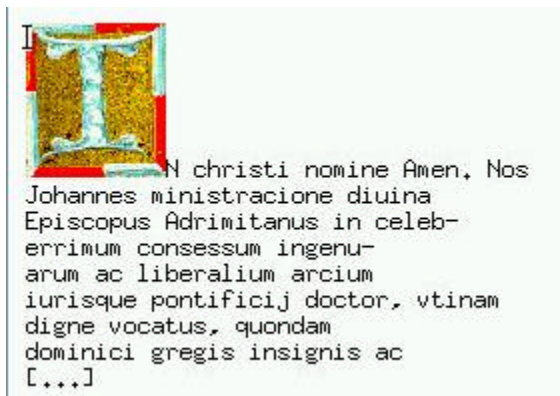 IN christi nomine Amen. Nos
Johannes ministracione diuina
Episcopus Adrimitanus in celeb-
errimum consessum ingenu-
arum ac liberalium arcium
iurisque pontificij doctor, vtinam
digne vocatus, quondam
dominici gregis insignis ac
[...]